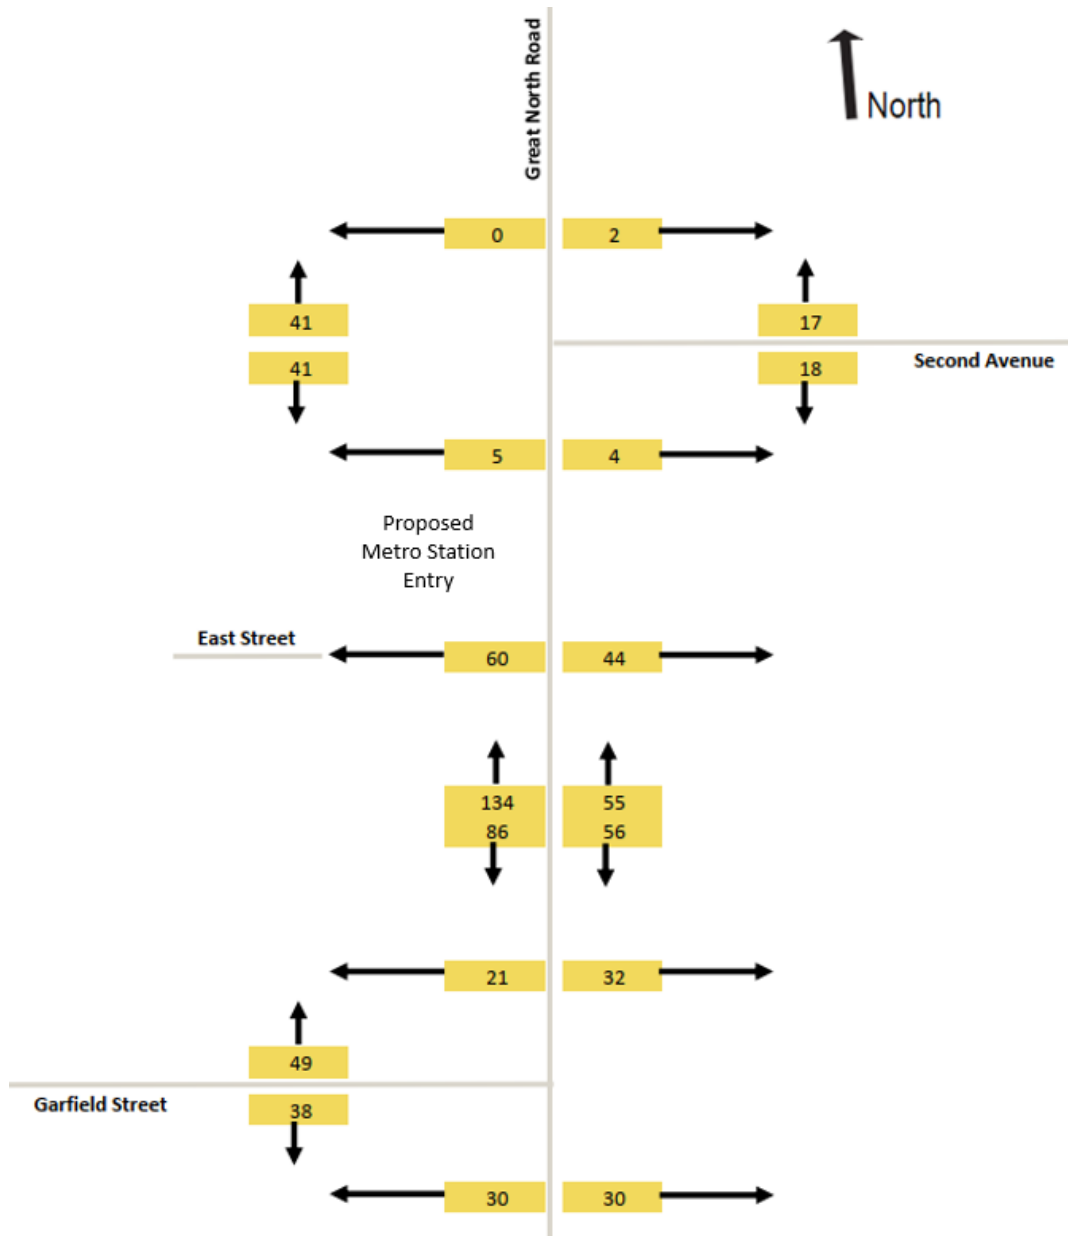 Great North Road
North
0
2
41
17
Second Avenue
41
18
5
4
Proposed
Metro Station
Entry
East Street
60
44
134
55
86
56
21
32
49
Garfield Street
38
30
30